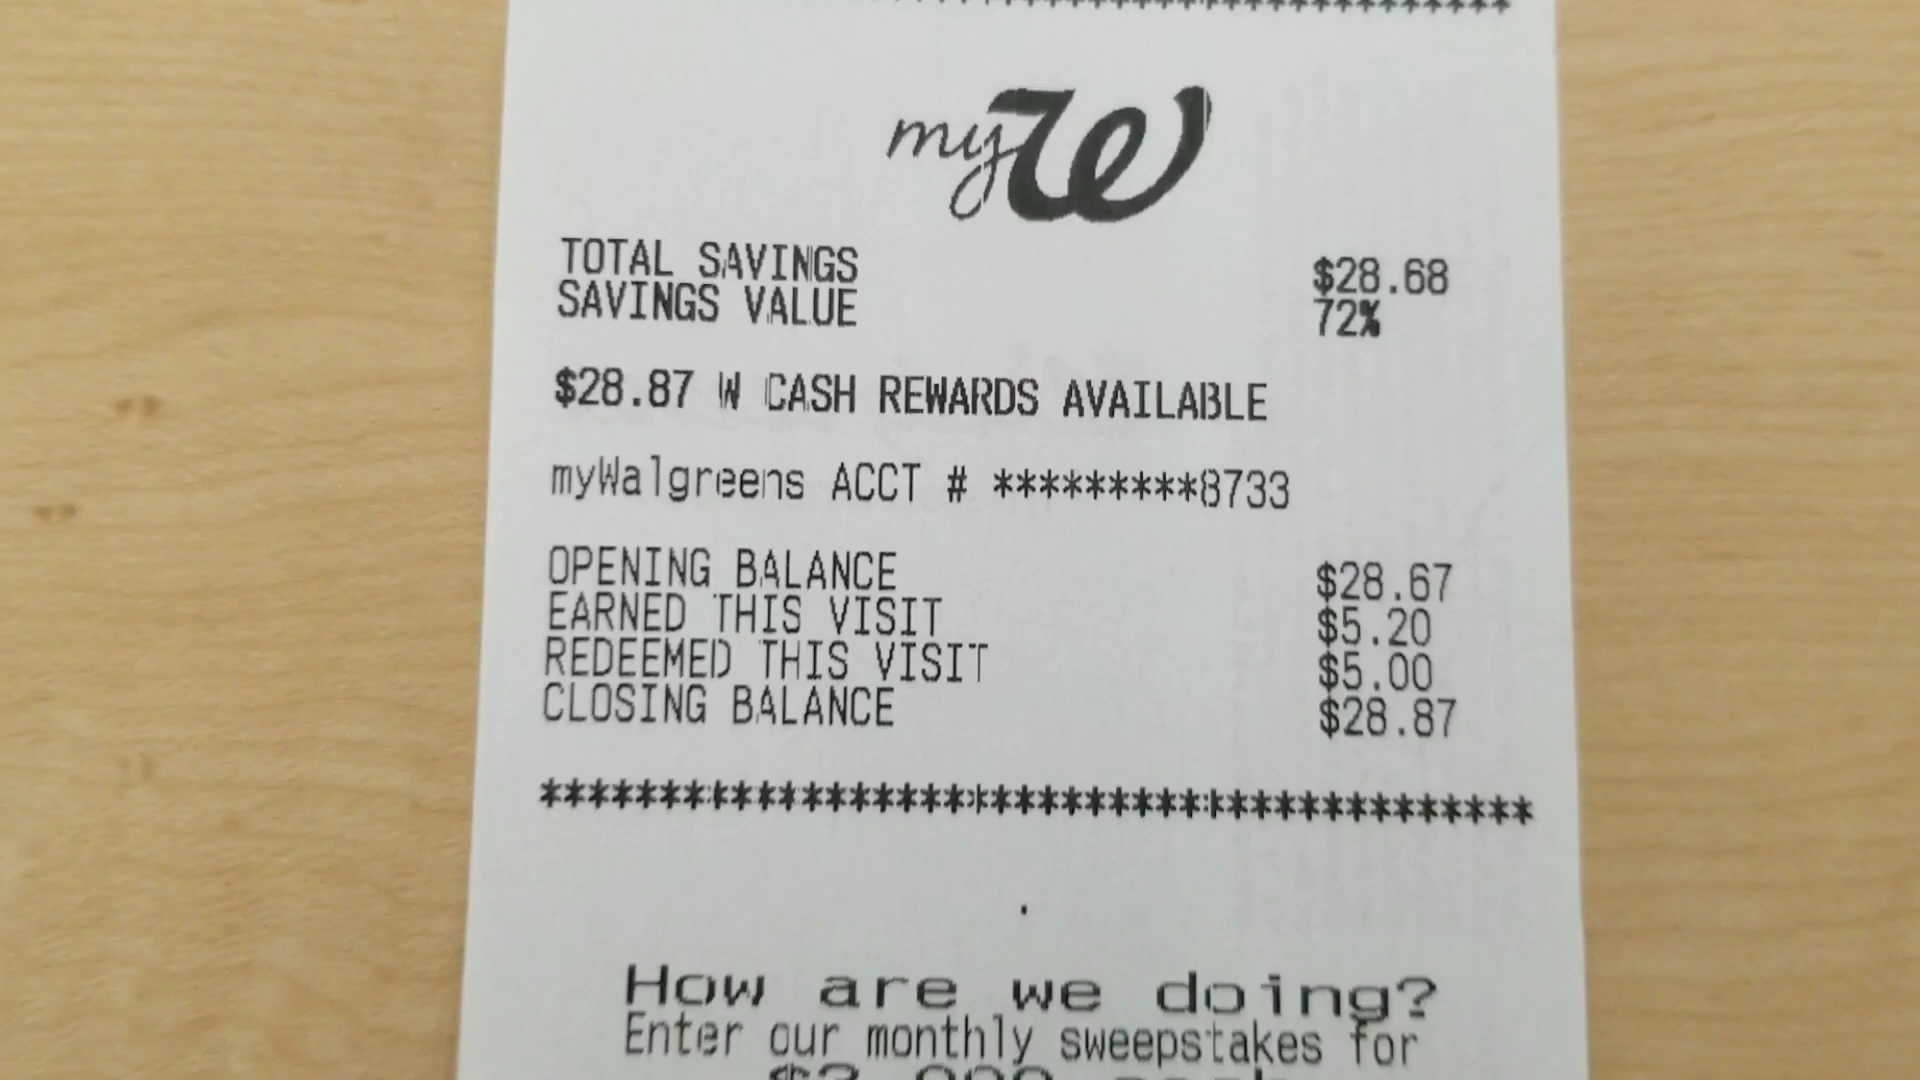 ************************
myW
TOTAL SAVINGS $28.68
SAVINGS VALUE 72%
$28.87 W CASH REWARDS AVAILABLE
myWalgreens ACCT # *********8733
OPENING BALANCE $28.67
EARNED THIS VISIT $5.20
REDEEMED THIS VISIT $5.00
CLOSING BALANCE $28.87
*******************************************
How are we doing?
Enter our monthly sweepstakes for